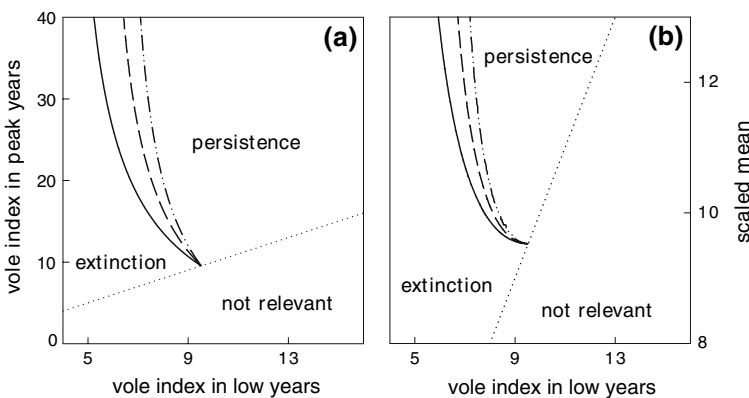 40
30
20
10
0
vole index in peak years
(a)
persistence
extinction
not relevant
5
9
13
vole index in low years
(b)
persistence
extinction
not relevant
12
10
8
scaled mean
5
9
13
vole index in low years